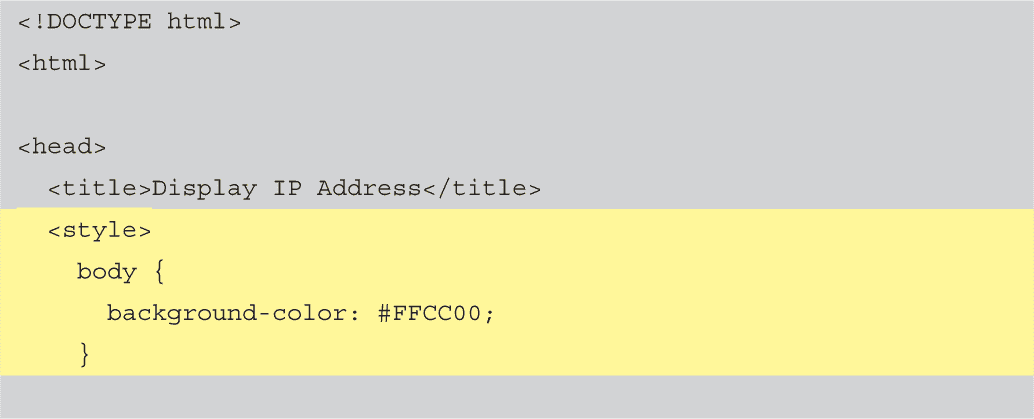 <!DOCTYPE html>
<html>
<head>
<title>Display IP Address</title>
<style>
body {
background-color: #FFCC00;
}